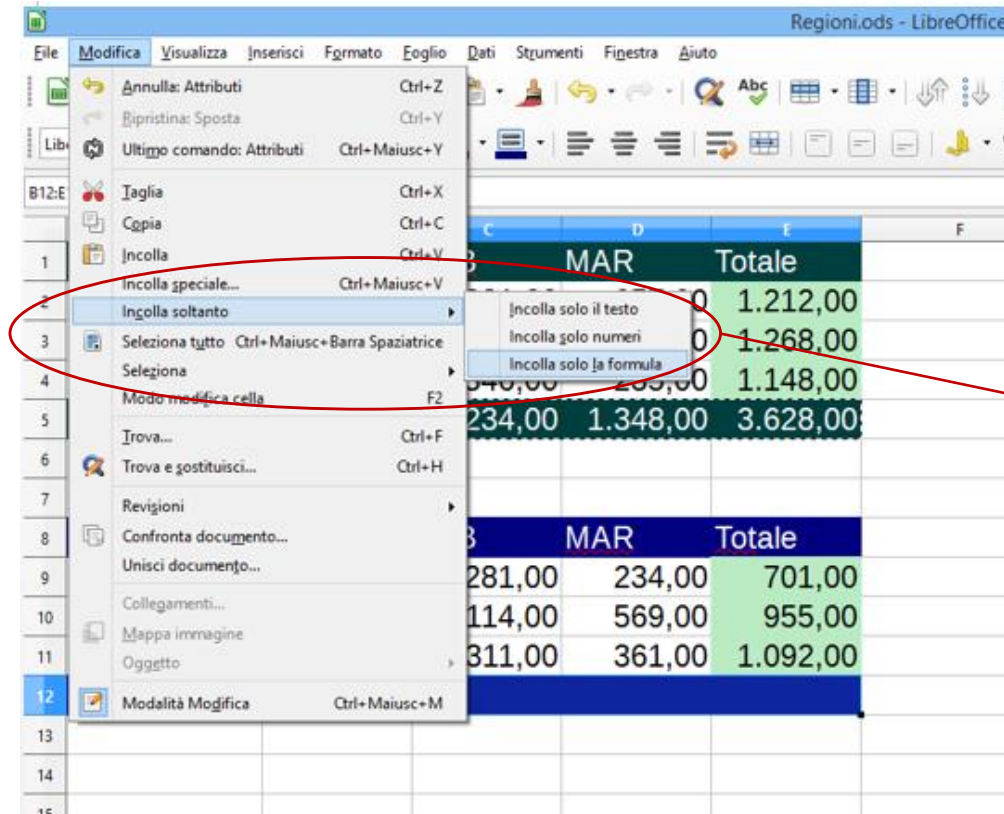 Regioni.ods - LibreOffice
File Modifica Visualizza Inserisci Formato Foglio Dati Strumenti Finestra Aiuto
Annulla: Attributi Ctrl+Z
Ripristina: Sposta Ctrl+Y
Ultimo comando: Attributi Ctrl+Maiusc+Y
Taglia Ctrl+X
Copia Ctrl+C
Incolla Ctrl+V
Incolla speciale... Ctrl+Maiusc+V
Incolla soltanto
Seleziona tutto Ctrl+Maiusc+Barra Spaziatrice
Seleziona
Modo modifica cella F2
Trova... Ctrl+F
Trova e sostituisci... Ctrl+H
Revisioni
Confronta documento...
Unisci documento...
Collegamenti...
Mappa immagine
Oggetto
Modalità Modifica Ctrl+Maiusc+M
Incolla solo il testo
Incolla solo numeri
Incolla solo la formula
Abc
Lib
B12:E
C D E F
1 MAR Totale
2 1.212,00
3 1.268,00
4 1.148,00
5 234,00 1.348,00 3.628,00
6
7
8 MAR Totale
9 281,00 234,00 701,00
10 114,00 569,00 955,00
11 311,00 361,00 1.092,00
12
13
14